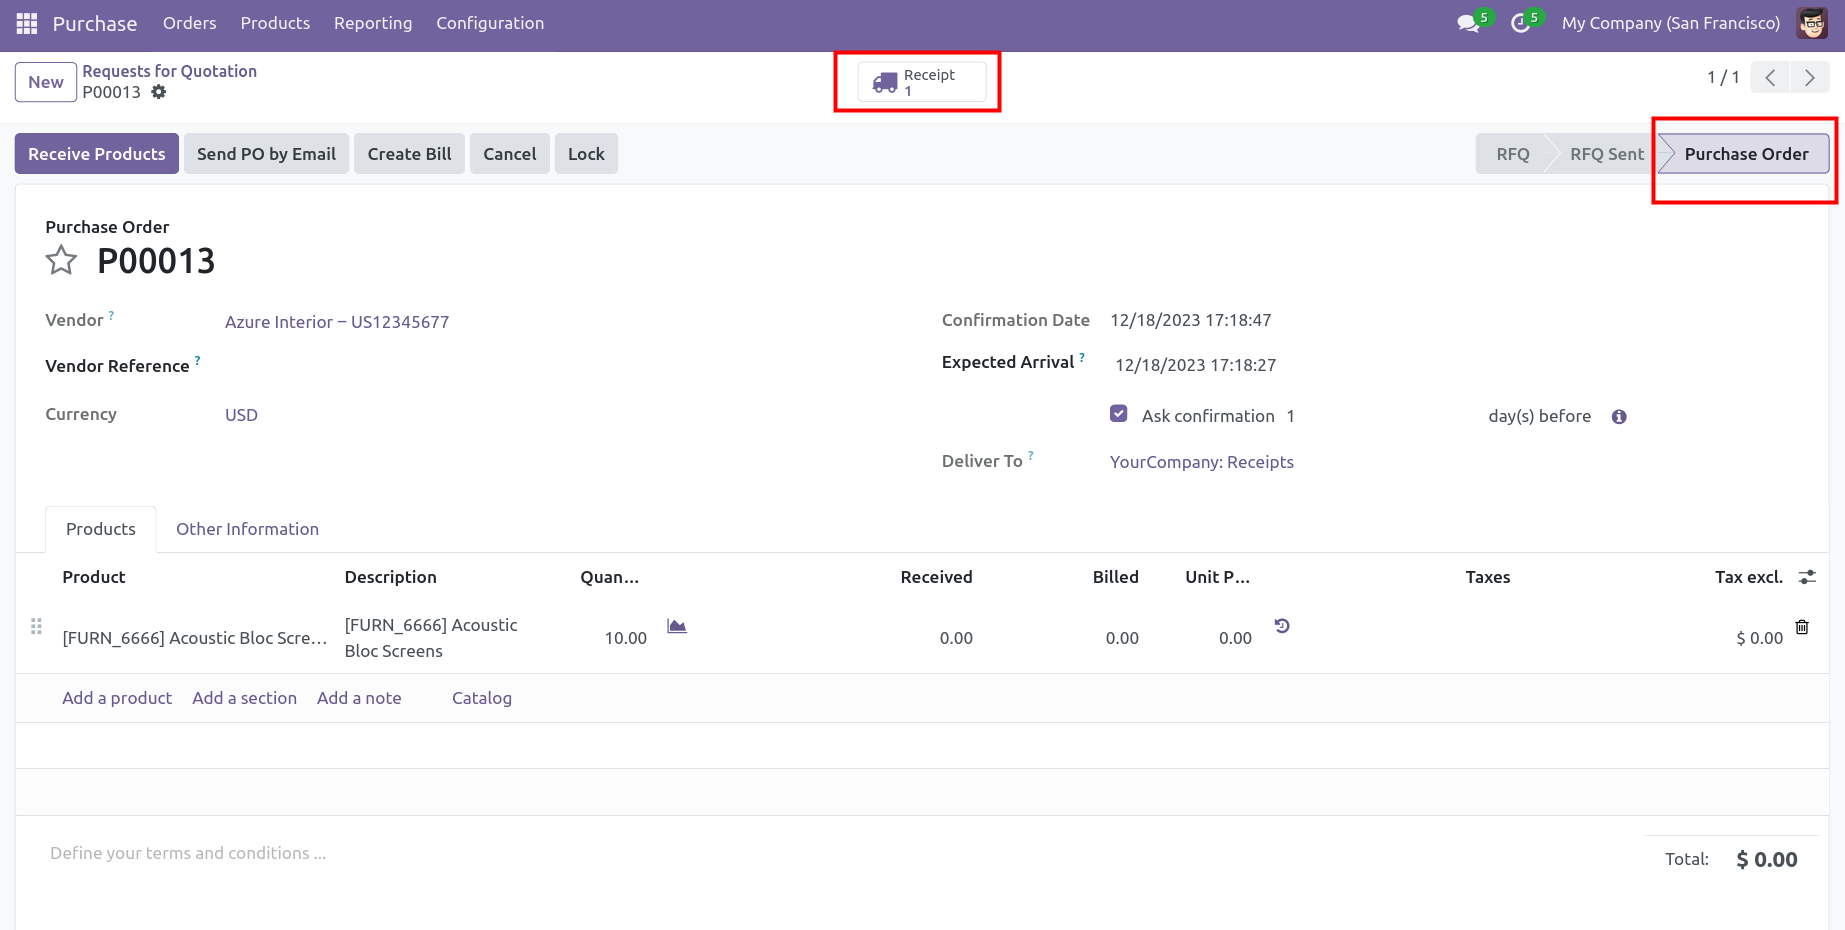 Purchase Orders Products Reporting Configuration 5 5 My Company (San Francisco)
New Requests for Quotation
P00013
Receipt
1
1 / 1
Receive Products Send PO by Email Create Bill Cancel Lock RFQ RFQ Sent Purchase Order
Purchase Order
P00013
Vendor ? Azure Interior – US12345677
Confirmation Date 12/18/2023 17:18:47
Vendor Reference ?
Expected Arrival ? 12/18/2023 17:18:27
Currency USD
Ask confirmation 1 day(s) before
Deliver To ? YourCompany: Receipts
Products Other Information
Product Description Quan... Received Billed Unit P... Taxes Tax excl.
[FURN_6666] Acoustic Bloc Scre... [FURN_6666] Acoustic
Bloc Screens 10.00 0.00 0.00 0.00 $ 0.00
Add a product Add a section Add a note Catalog
Define your terms and conditions ...
Total: $ 0.00